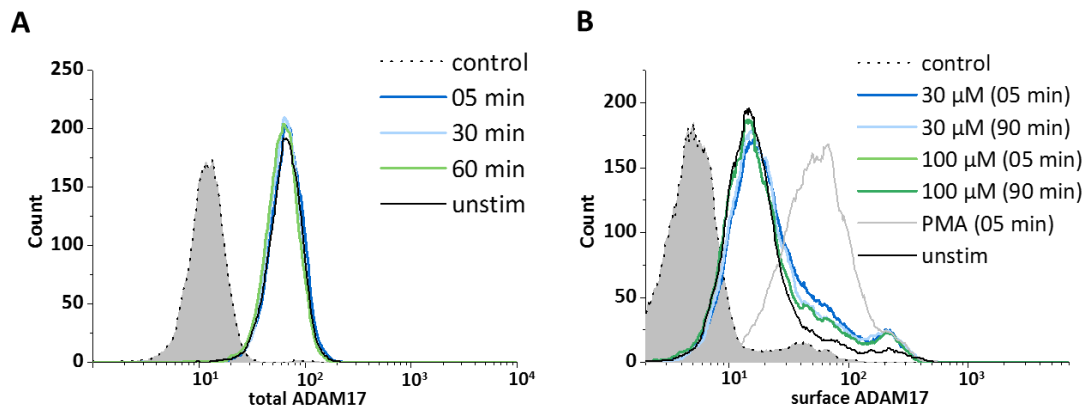 A
control
05 min
30 min
60 min
unstim
250
200
150
100
50
0
Count
10¹
10²
10³
10⁴
total ADAM17
B
control
30 µM (05 min)
30 µM (90 min)
100 µM (05 min)
100 µM (90 min)
PMA (05 min)
unstim
200
150
100
50
0
Count
10¹
10²
10³
surface ADAM17